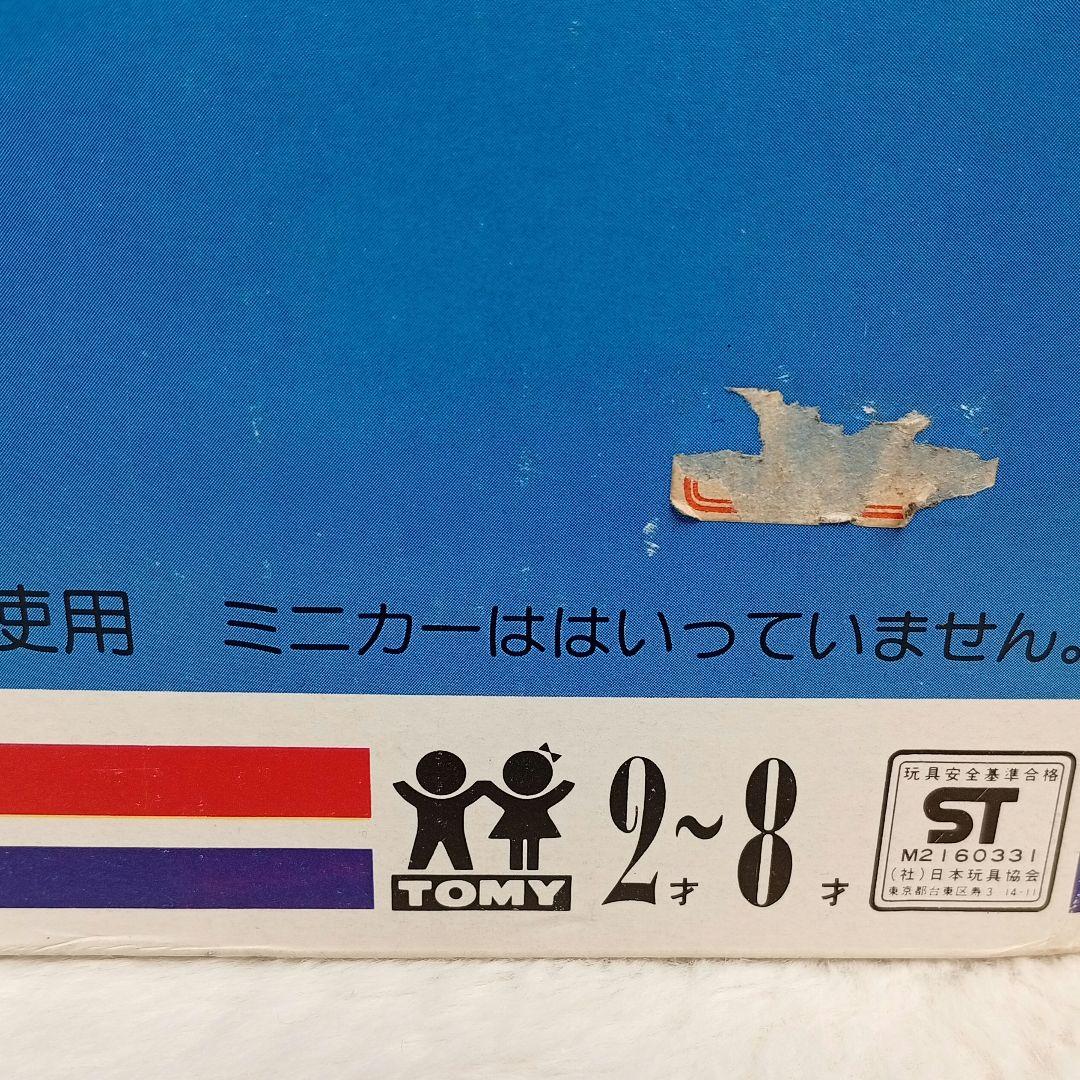 使用　ミニカーははいっていません。
TOMY
2才~8才
玩具安全基準合格
ST
M2160331
(社)日本玩具協会
東京都台東区寿3 14-11